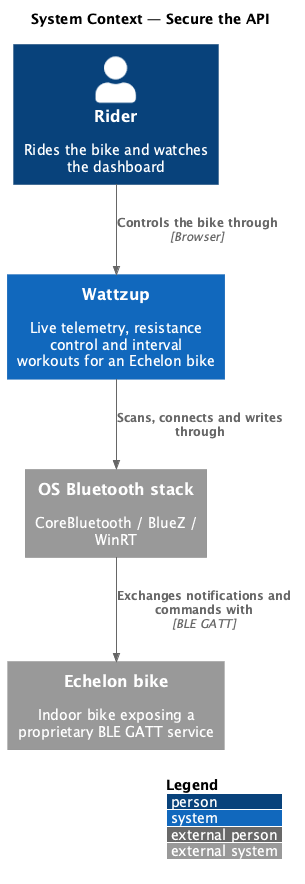 System Context — Secure the API
Rider
Rides the bike and watches
the dashboard
Controls the bike through
[Browser]
Wattzup
Live telemetry, resistance
control and interval
workouts for an Echelon bike
Scans, connects and writes
through
OS Bluetooth stack
CoreBluetooth / BlueZ /
WinRT
Exchanges notifications and
commands with
[BLE GATT]
Echelon bike
Indoor bike exposing a
proprietary BLE GATT service
Legend
person
system
external person
external system